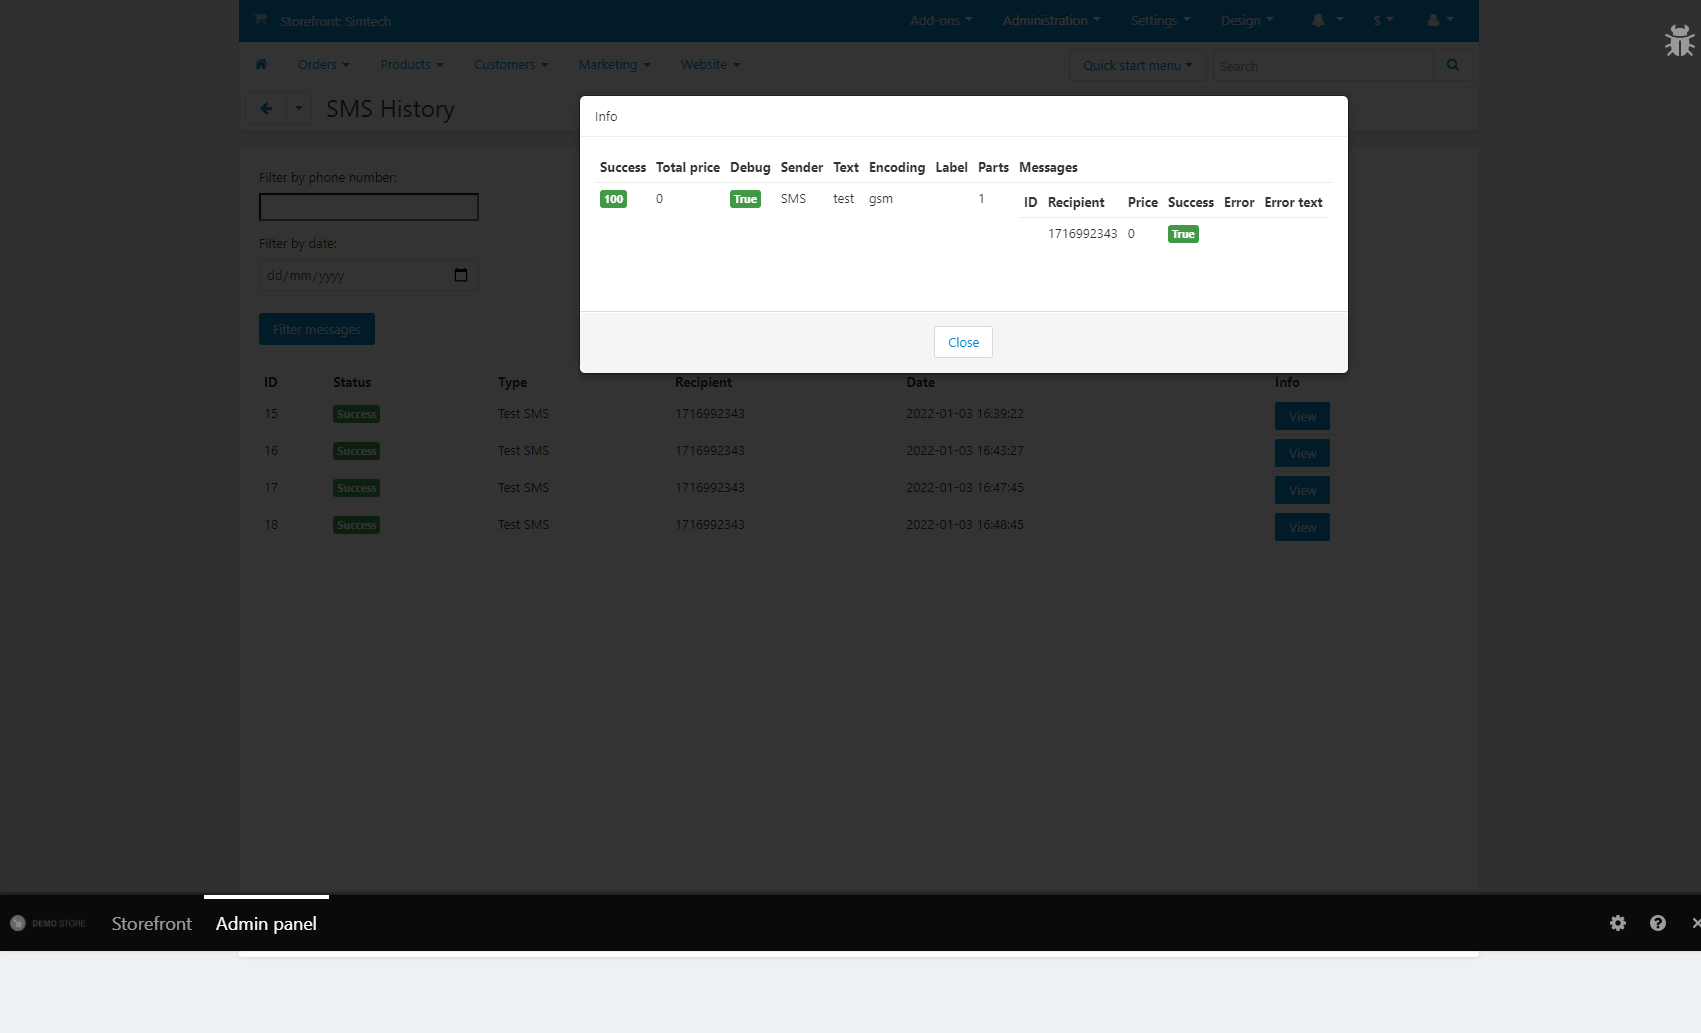 Storefront: Simtech Add-ons Administration Settings Design $
Orders Products Customers Marketing Website Quick start menu Search
SMS History
Info
Success Total price Debug Sender Text Encoding Label Parts Messages
100 0 True SMS test gsm 1
ID Recipient Price Success Error Error text
1716992343 0 True
Close
Filter by phone number:
Filter by date:
dd/mm/yyyy
Filter messages
ID Status Type Recipient Date Info
15 Success Test SMS 1716992343 2022-01-03 16:39:22 View
16 Success Test SMS 1716992343 2022-01-03 16:43:27 View
17 Success Test SMS 1716992343 2022-01-03 16:47:45 View
18 Success Test SMS 1716992343 2022-01-03 16:48:45 View
DEMO STORE Storefront Admin panel